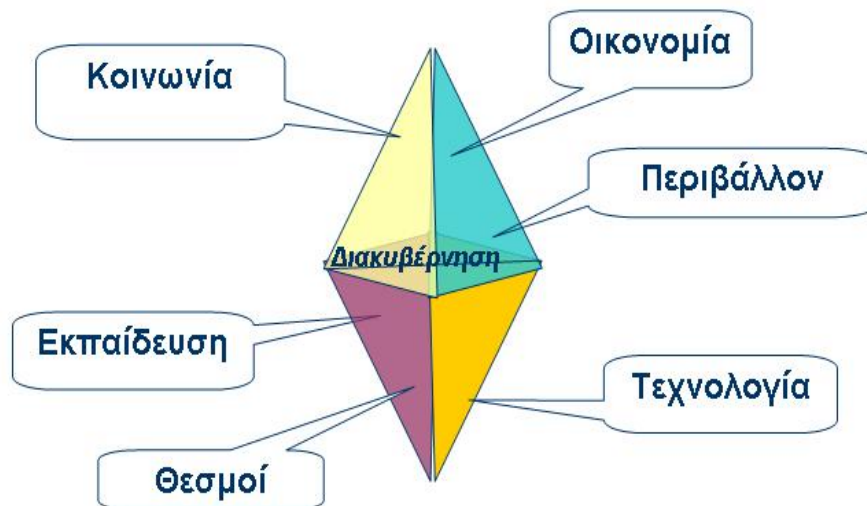 Οικονομία
Κοινωνία
Περιβάλλον
Διακυβέρνηση
Εκπαίδευση
Τεχνολογία
Θεσμοί